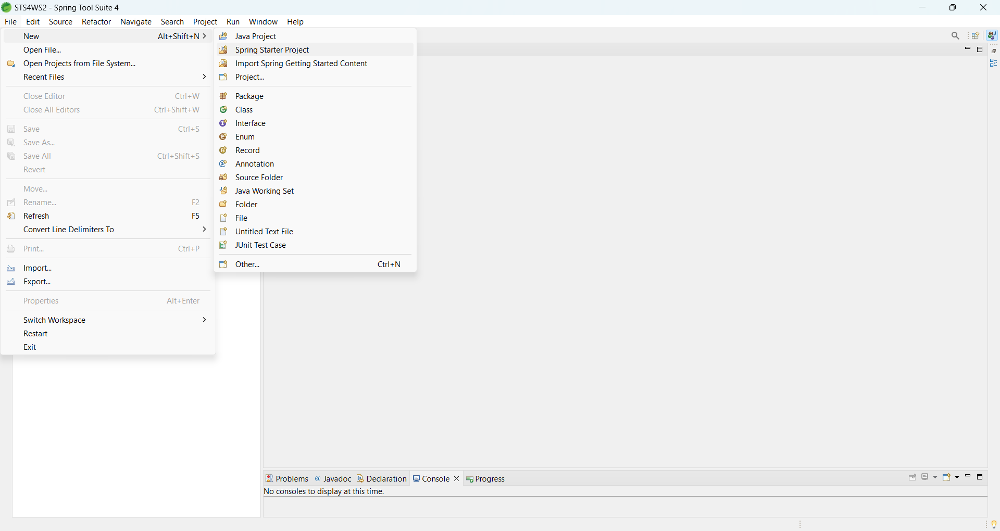 STS4WS2 - Spring Tool Suite 4
File Edit Source Refactor Navigate Search Project Run Window Help
New Alt+Shift+N
Open File...
Open Projects from File System...
Recent Files
Close Editor Ctrl+W
Close All Editors Ctrl+Shift+W
Save Ctrl+S
Save As...
Save All Ctrl+Shift+S
Revert
Move...
Rename... F2
Refresh F5
Convert Line Delimiters To
Print... Ctrl+P
Import...
Export...
Properties Alt+Enter
Switch Workspace
Restart
Exit
Java Project
Spring Starter Project
Import Spring Getting Started Content
Project...
Package
Class
Interface
Enum
Record
Annotation
Source Folder
Java Working Set
Folder
File
Untitled Text File
JUnit Test Case
Other... Ctrl+N
Problems Javadoc Declaration Console Progress
No consoles to display at this time.